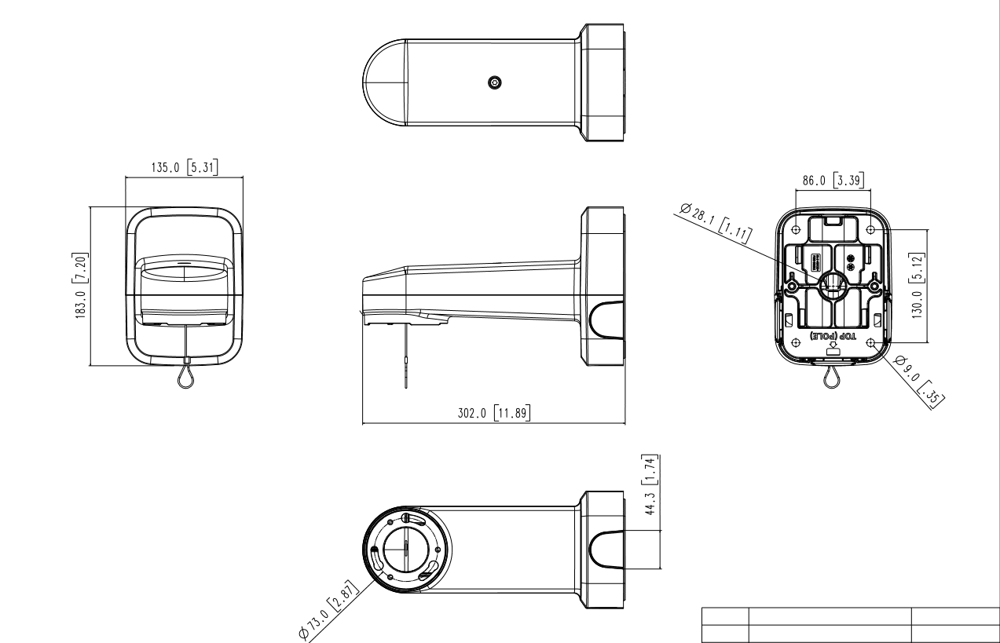 135.0 [5.31]
183.0 [7.20]
302.0 [11.89]
86.0 [3.39]
Ø28.1 [1.11]
130.0 [5.12]
TOP (POLE)
Ø9.0 [.35]
44.3 [1.74]
Ø73.0 [2.87]